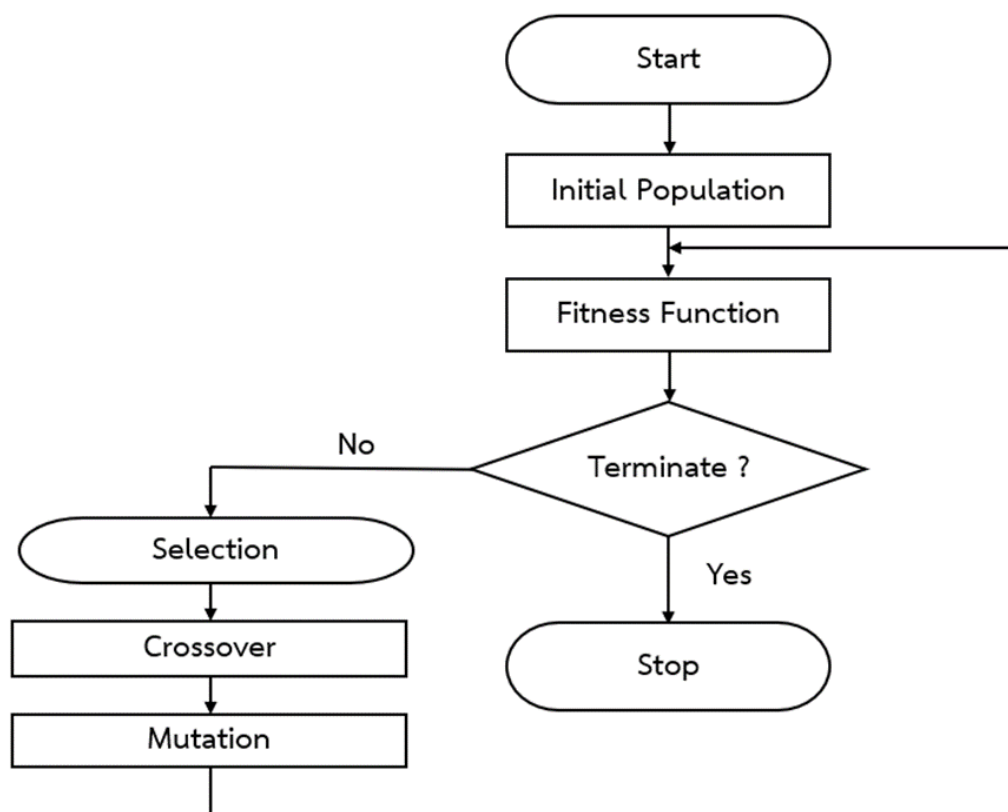 Start
Initial Population
Fitness Function
Terminate ?
No
Yes
Selection
Crossover
Mutation
Stop